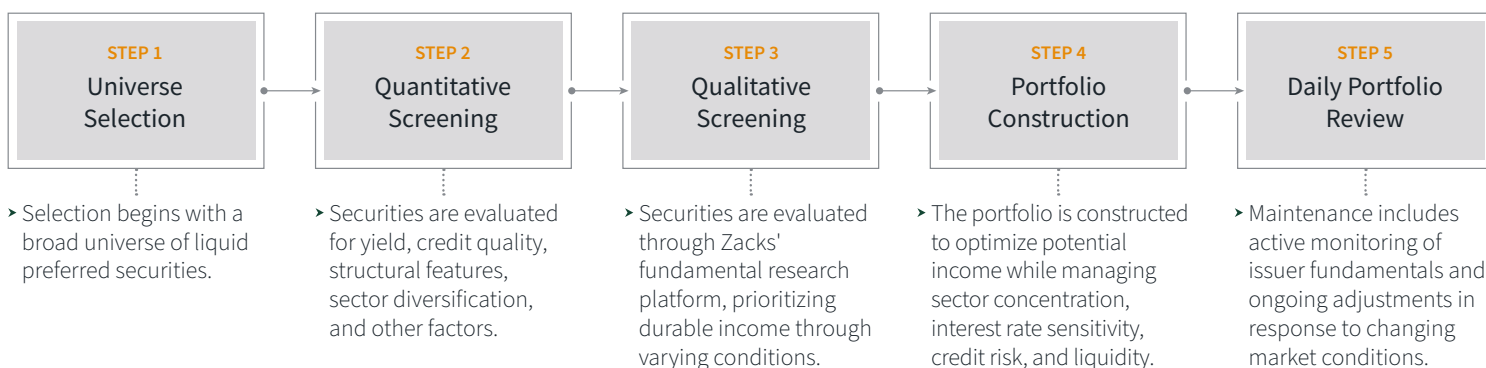 STEP 1
Universe
Selection
STEP 2
Quantitative
Screening
STEP 3
Qualitative
Screening
STEP 4
Portfolio
Construction
STEP 5
Daily Portfolio
Review
Selection begins with a
broad universe of liquid
preferred securities.
Securities are evaluated
for yield, credit quality,
structural features,
sector diversification,
and other factors.
Securities are evaluated
through Zacks'
fundamental research
platform, prioritizing
durable income through
varying conditions.
The portfolio is constructed
to optimize potential
income while managing
sector concentration,
interest rate sensitivity,
credit risk, and liquidity.
Maintenance includes
active monitoring of
issuer fundamentals and
ongoing adjustments in
response to changing
market conditions.